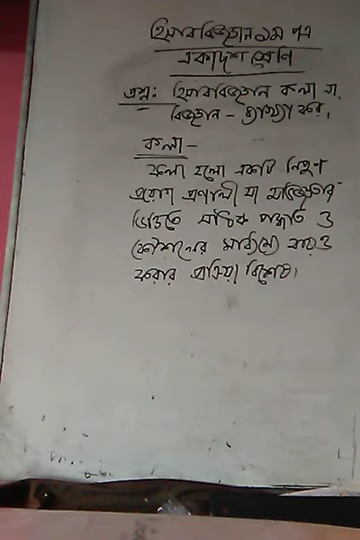 হিসাববিজ্ঞান ১ম পত্র
একাদশ শ্রেণি
প্রশ্ন: হিসাববিজ্ঞান কলা না
বিজ্ঞান - ব্যাখ্যা কর।
কলা -
কলা হলো একটি নিপুণ
প্রয়োগ প্রণালী যা অভিজ্ঞতার
ভিত্তিতে সঠিক পদ্ধতি ও
কৌশলের মাধ্যমে
করার প্রক্রিয়া বিশেষ।